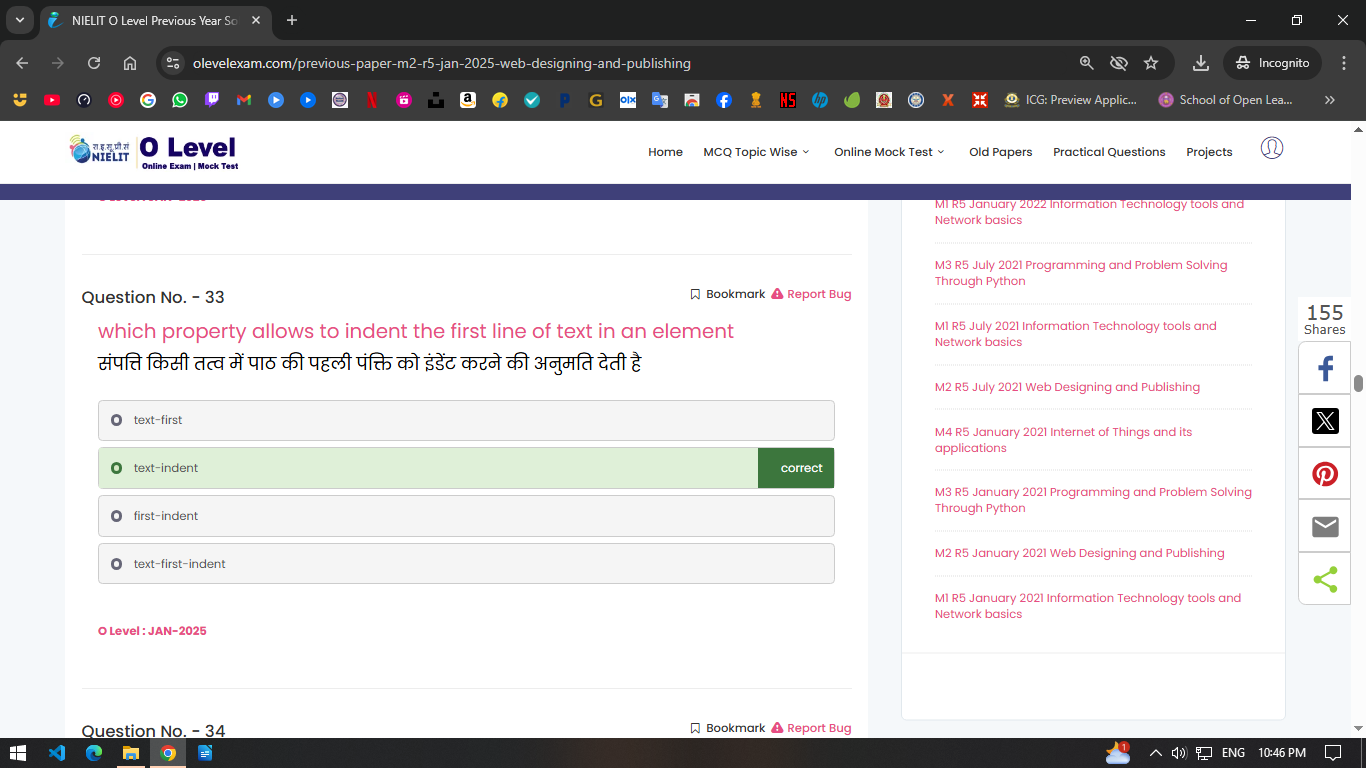 NIELIT O Level Previous Year So
olevelexam.com/previous-paper-m2-r5-jan-2025-web-designing-and-publishing
Incognito
ICG: Preview Applic...
School of Open Lea...
रा.इ.सू.प्रौ.सं
NIELIT
O Level
Online Exam | Mock Test
Home
MCQ Topic Wise
Online Mock Test
Old Papers
Practical Questions
Projects
Question No. - 33
Bookmark
Report Bug
which property allows to indent the first line of text in an element
संपत्ति किसी तत्व में पाठ की पहली पंक्ति को इंडेंट करने की अनुमति देती है
text-first
text-indent
correct
first-indent
text-first-indent
O Level : JAN-2025
Question No. - 34
Bookmark
Report Bug
M1 R5 January 2022 Information Technology tools and
Network basics
M3 R5 July 2021 Programming and Problem Solving
Through Python
M1 R5 July 2021 Information Technology tools and
Network basics
M2 R5 July 2021 Web Designing and Publishing
M4 R5 January 2021 Internet of Things and its
applications
M3 R5 January 2021 Programming and Problem Solving
Through Python
M2 R5 January 2021 Web Designing and Publishing
M1 R5 January 2021 Information Technology tools and
Network basics
155
Shares
1
ENG
10:46 PM